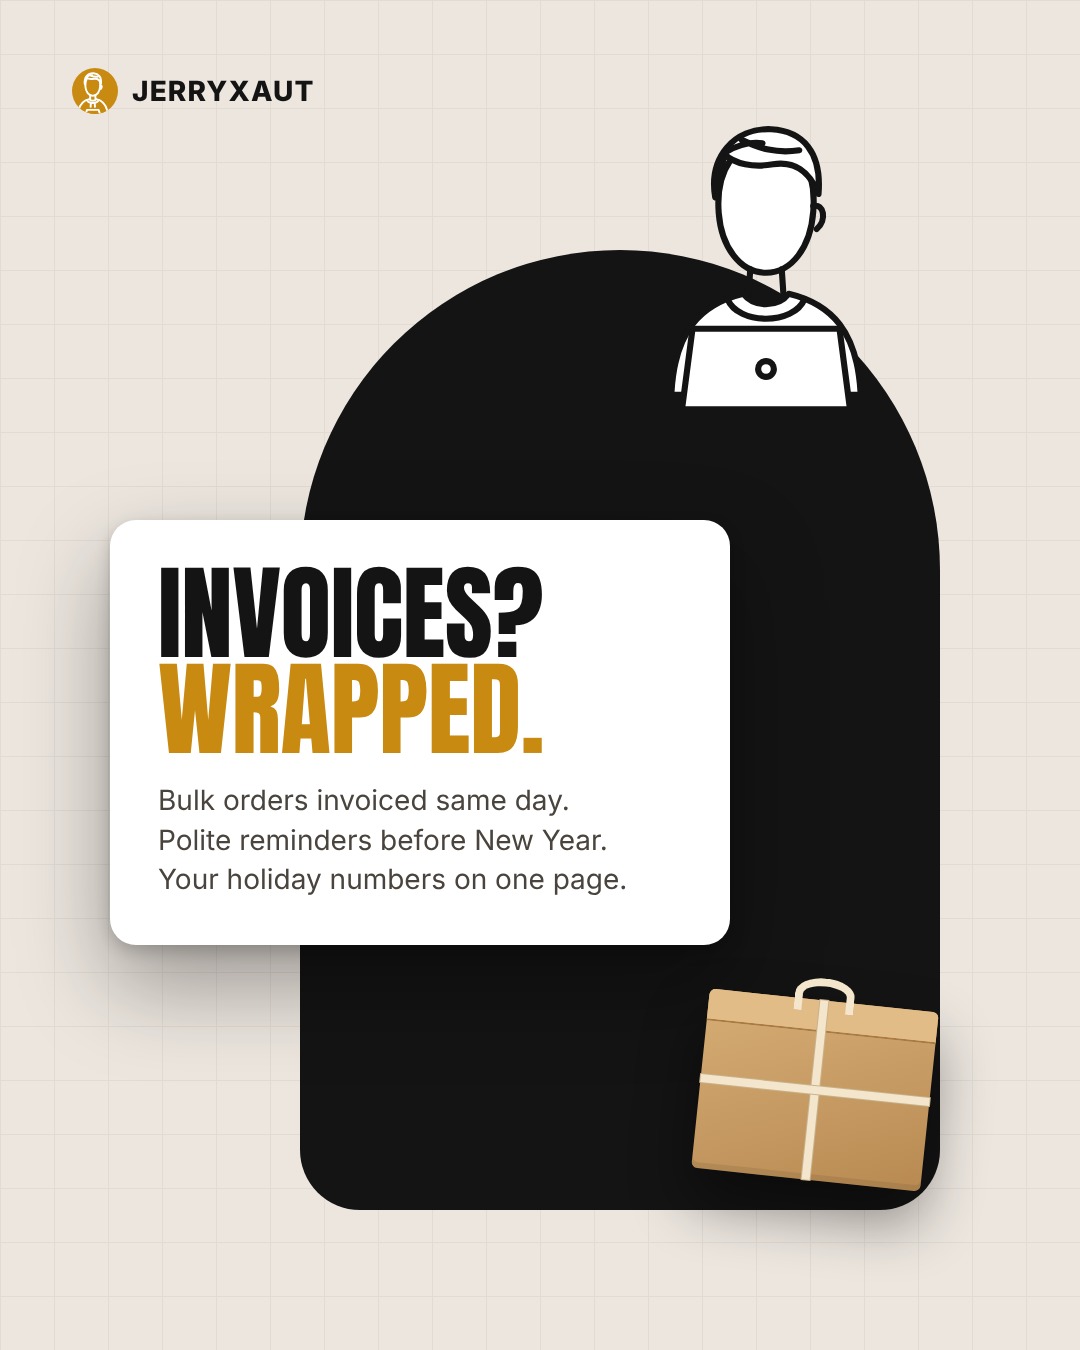 JERRYXAUT
INVOICES?
WRAPPED.
Bulk orders invoiced same day.
Polite reminders before New Year.
Your holiday numbers on one page.